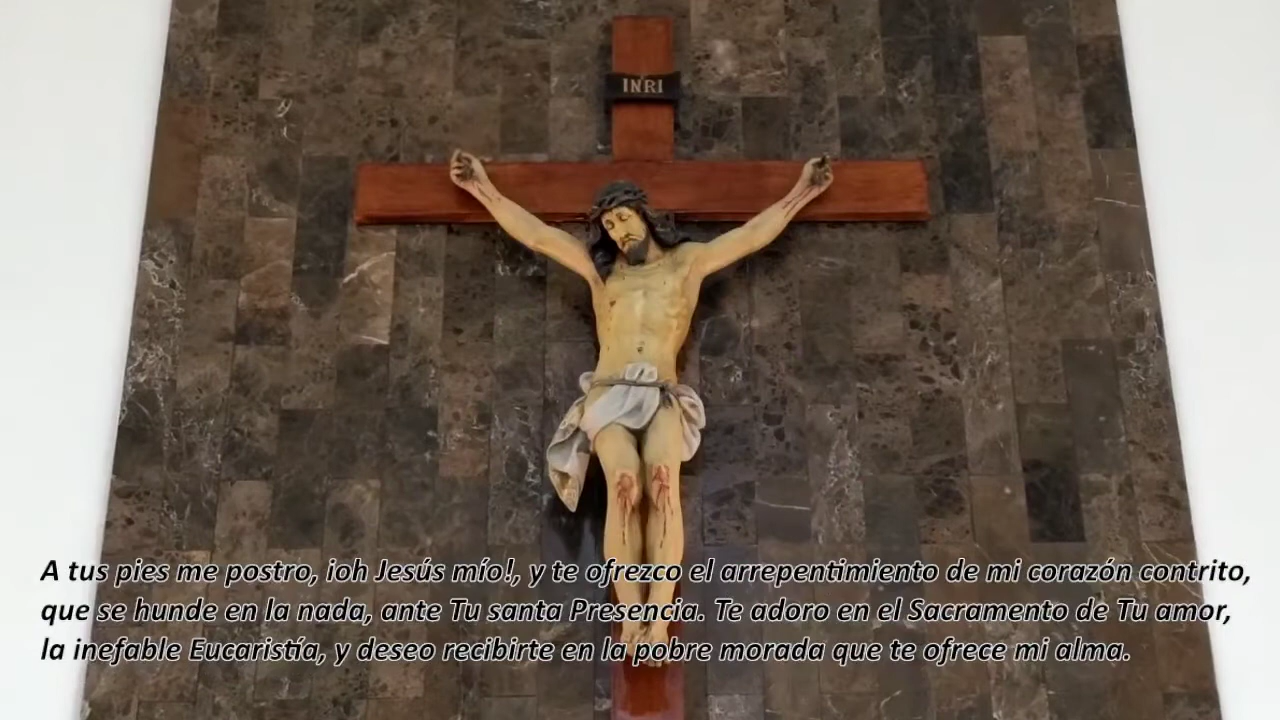 INRI
A tus pies me postro, ¡oh Jesús mío!, y te ofrezco el arrepentimiento de mi corazón contrito,
que se hunde en la nada, ante Tu santa Presencia. Te adoro en el Sacramento de Tu amor,
la inefable Eucaristía, y deseo recibirte en la pobre morada que te ofrece mi alma.